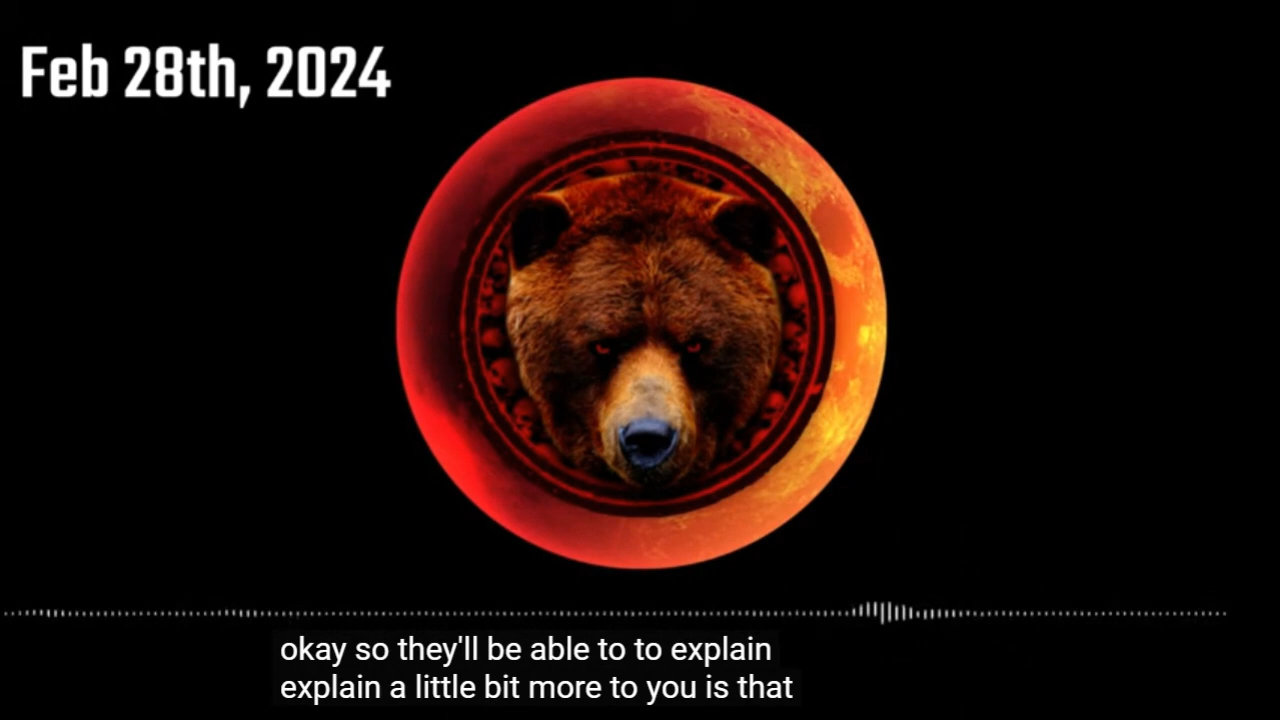 Feb 28th, 2024
okay so they'll be able to to explain
explain a little bit more to you is that